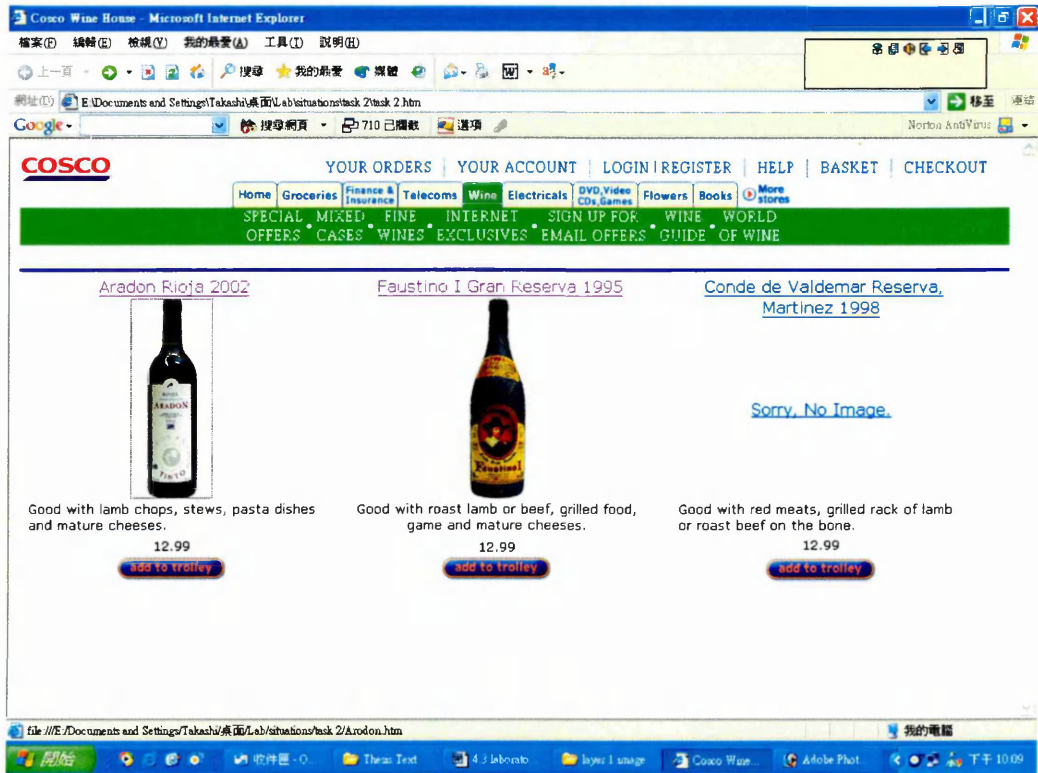 Cosco Wine House - Microsoft Internet Explorer
檔案(F) 編輯(E) 檢視(V) 我的最愛(A) 工具(I) 說明(H)
上一頁 搜尋 我的最愛 媒體
網址(D) E:\Documents and Settings\Takashi\桌面\Lab\situations\task 2\task 2.htm 移至 連結
Google 搜尋網頁 710 已攔截 選項 Norton AntiVirus
COSCO YOUR ORDERS | YOUR ACCOUNT | LOGIN | REGISTER | HELP | BASKET | CHECKOUT
Home Groceries Finance & Insurance Telecoms Wine Electricals DVD,Video CDs,Games Flowers Books More stores
SPECIAL MIXED FINE INTERNET SIGN UP FOR WINE WORLD
OFFERS CASES WINES EXCLUSIVES EMAIL OFFERS GUIDE OF WINE
Aradon Rioja 2002
ARADON
TINTO
Good with lamb chops, stews, pasta dishes
and mature cheeses.
12.99
add to trolley
Faustino I Gran Reserva 1995
Faustino I
Good with roast lamb or beef, grilled food,
game and mature cheeses.
12.99
add to trolley
Conde de Valdemar Reserva,
Martinez 1998
Sorry, No Image.
Good with red meats, grilled rack of lamb
or roast beef on the bone.
12.99
add to trolley
file:///E:/Documents and Settings/Takashi/桌面/Lab/situations/task 2/Arodon.htm 我的電腦
開始 收件匣 - O... Thesis Text 4 3 laborato... layer 1 image Cosco Wine... Adobe Phot... 下午 10:09